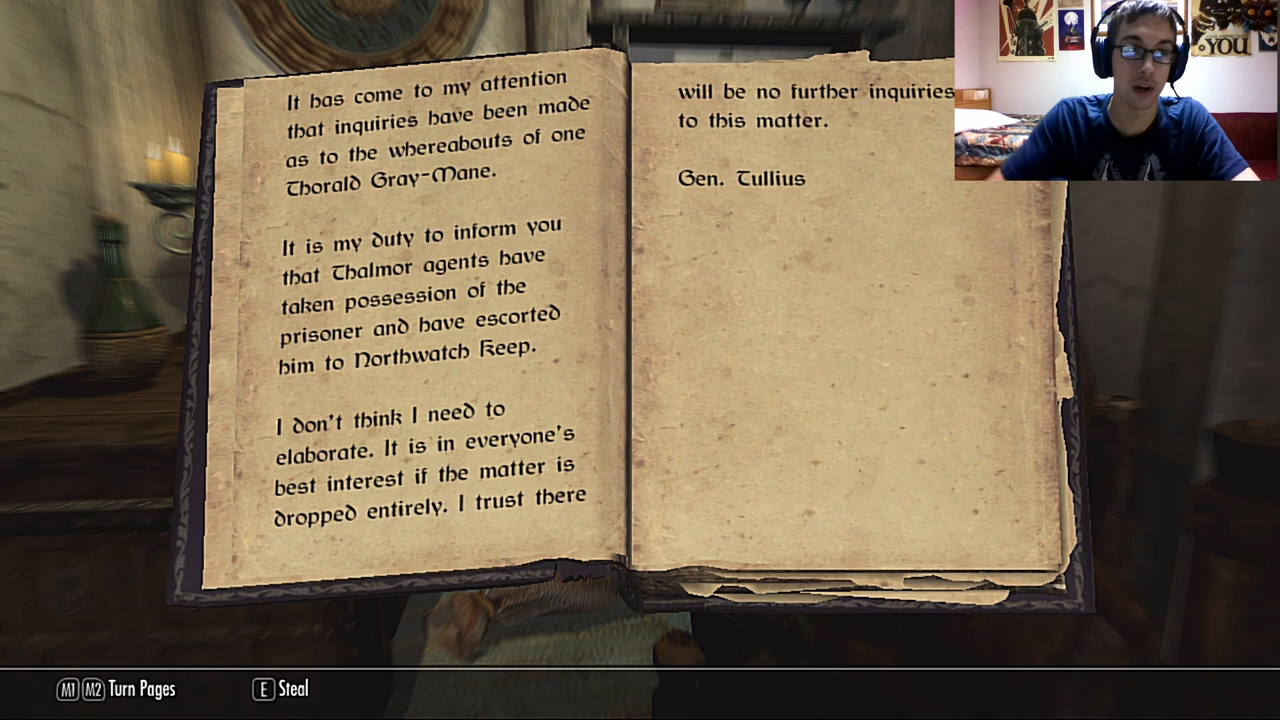 It has come to my attention
that inquiries have been made
as to the whereabouts of one
Thorald Gray-Mane.
It is my duty to inform you
that Thalmor agents have
taken possession of the
prisoner and have escorted
him to Northwatch Keep.
I don't think I need to
elaborate. It is in everyone's
best interest if the matter is
dropped entirely. I trust there
will be no further inquiries
to this matter.
Gen. Tullius
YOU
M1 M2 Turn Pages
E Steal